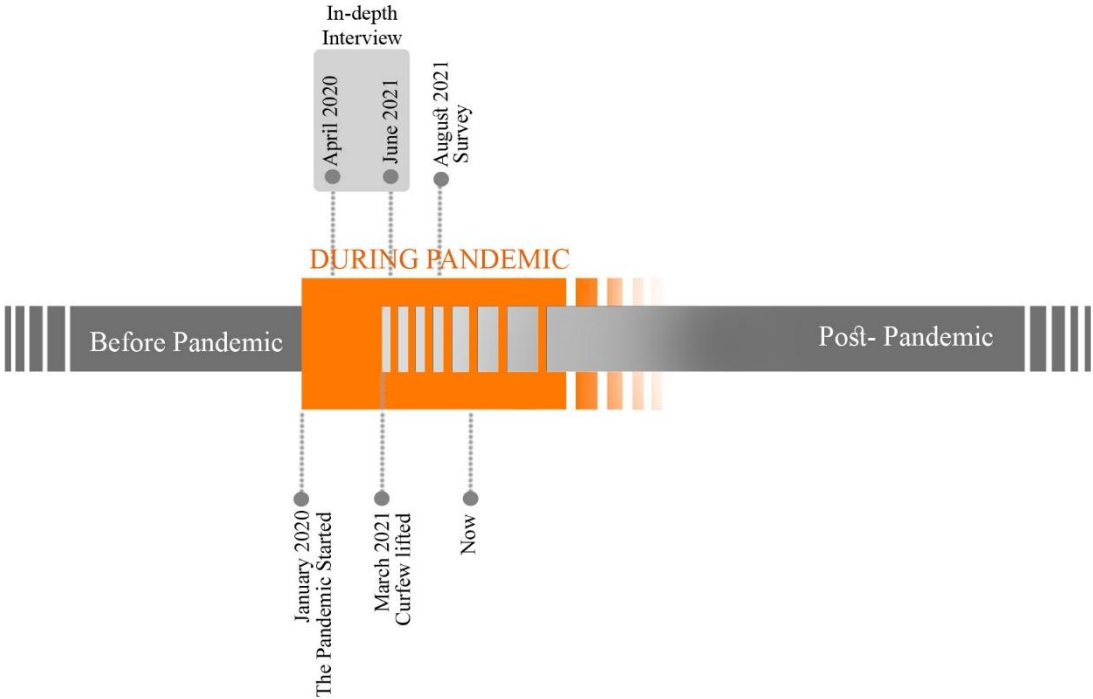 In-depth
Interview
April 2020
June 2021
August 2021
Survey
DURING PANDEMIC
Before Pandemic
Post- Pandemic
January 2020
The Pandemic Started
March 2021
Curfew lifted
Now